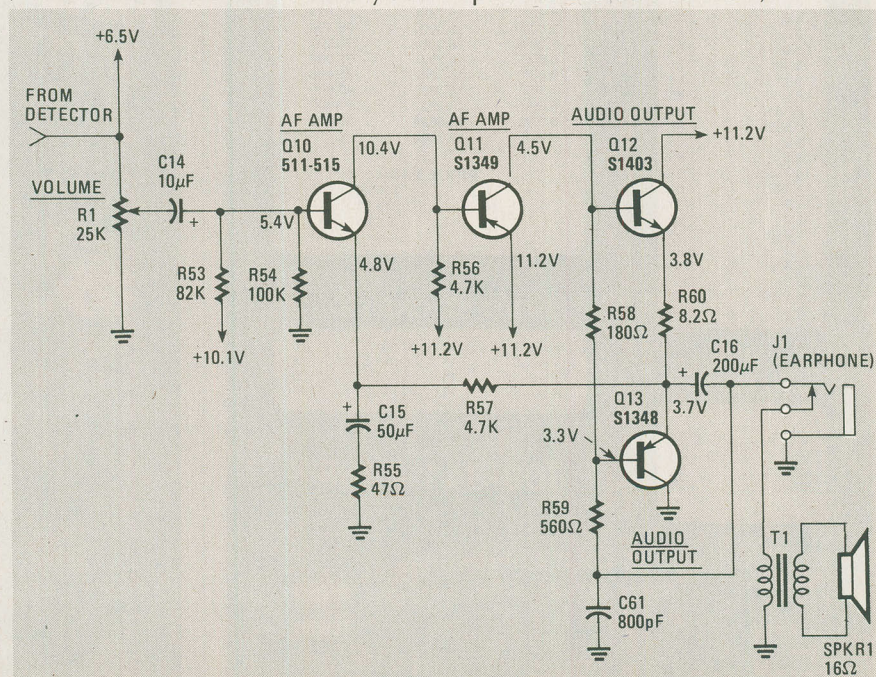 +6.5V
FROM
DETECTOR
VOLUME
R1
25K
C14
10µF
+
R53
82K
+10.1V
5.4V
R54
100K
AF AMP
Q10
511-515
10.4V
4.8V
AF AMP
Q11
S1349
4.5V
11.2V
R56
4.7K
+11.2V
+11.2V
AUDIO OUTPUT
Q12
S1403
+11.2V
3.8V
R58
180Ω
R60
8.2Ω
+
C16
200µF
J1
(EARPHONE)
+
C15
50µF
R57
4.7K
3.7V
Q13
S1348
3.3V
R55
47Ω
R59
560Ω
AUDIO
OUTPUT
C61
800pF
T1
SPKR1
16Ω